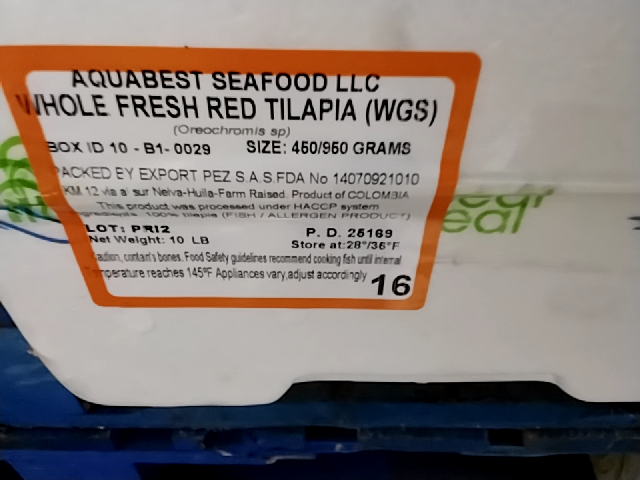 AQUABEST SEAFOOD LLC
WHOLE FRESH RED TILAPIA (WGS)
(Oreochromis sp)
BOX ID 10 - B1- 0029 SIZE: 450/950 GRAMS
PACKED BY EXPORT PEZ S.A.S.FDA No 14070921010
KM 12 via al sur Neiva-Huila-Farm Raised. Product of COLOMBIA
This product was processed under HACCP system
Ingredients: 100% tilapia (FISH / ALLERGEN PRODUCT)
LOT: PRI2 P. D. 25169
Net Weight: 10 LB Store at:28°/36°F
Caution, contain's bones. Food Safety guidelines recommend cooking fish until internal
Temperature reaches 145ºF Appliances vary,adjust accordingly
16
eal